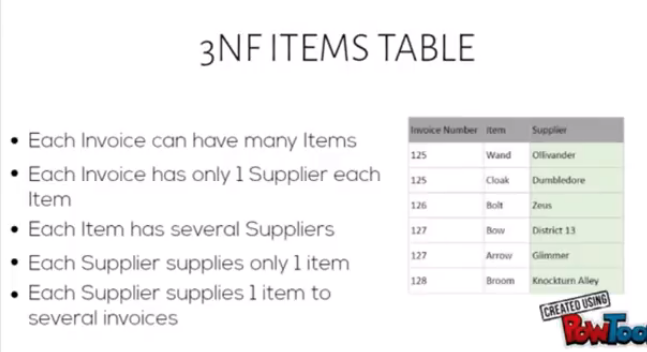 3NF ITEMS TABLE
• Each Invoice can have many Items
• Each Invoice has only 1 Supplier each
Item
• Each Item has several Suppliers
• Each Supplier supplies only 1 item
• Each Supplier supplies 1 item to
several invoices
Invoice Number Item Supplier
125 Wand Ollivander
125 Cloak Dumbledore
126 Bolt Zeus
127 Bow District 13
127 Arrow Glimmer
128 Broom Knockturn Alley
CREATED USING
PowToo